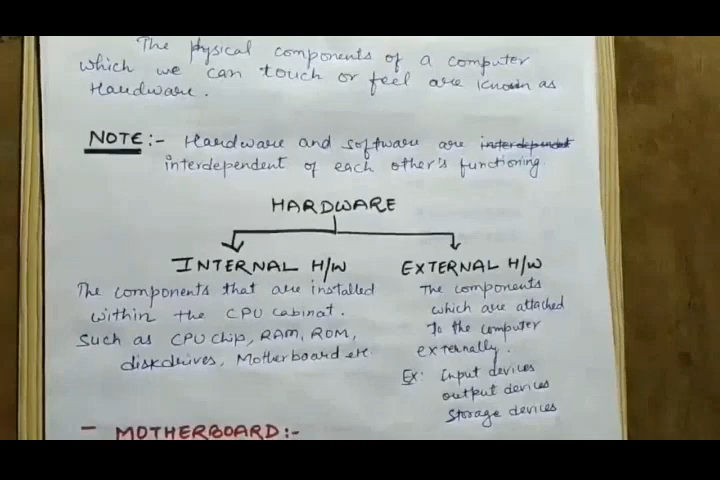 The physical components of a computer
which we can touch or feel are known as
Hardware.
NOTE:- Hardware and software are interdependent
interdependent of each other's functioning.
HARDWARE
INTERNAL H/W
The components that are installed
within the CPU cabinat.
Such as CPU chip, RAM, ROM,
diskdrives, Motherboard etc.
EXTERNAL H/W
The components
which are attached
to the computer
externally.
Ex: Input devices
output devices
Storage devices
- MOTHERBOARD:-